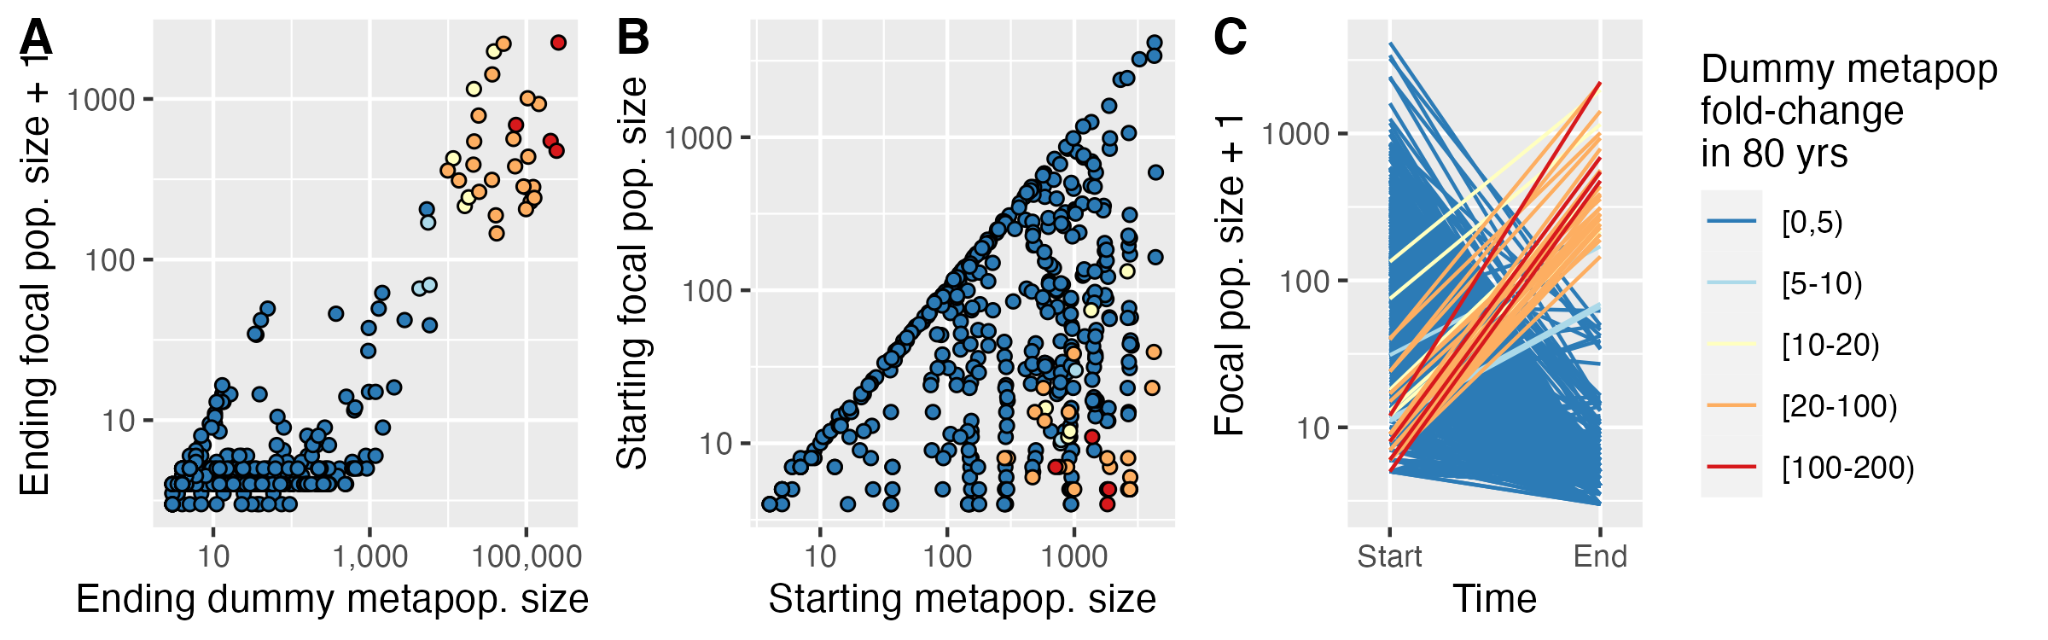 A
Ending focal pop. size + 1
1000
100
10
10
1,000
100,000
Ending dummy metapop. size
B
Starting focal pop. size
1000
100
10
10
100
1000
Starting metapop. size
C
Focal pop. size + 1
1000
100
10
Start
End
Time
Dummy metapop
fold-change
in 80 yrs
[0,5)
[5-10)
[10-20)
[20-100)
[100-200)